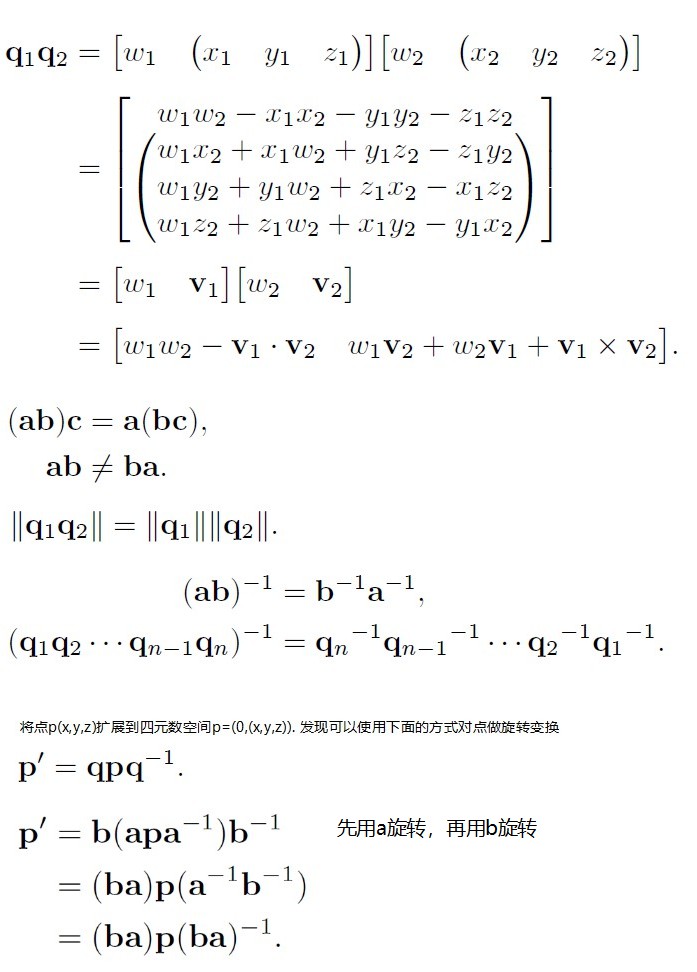 q₁q₂ = [w₁ (x₁ y₁ z₁)][w₂ (x₂ y₂ z₂)]
= [w₁w₂ − x₁x₂ − y₁y₂ − z₁z₂
(w₁x₂ + x₁w₂ + y₁z₂ − z₁y₂
w₁y₂ + y₁w₂ + z₁x₂ − x₁z₂
w₁z₂ + z₁w₂ + x₁y₂ − y₁x₂)]
= [w₁ v₁][w₂ v₂]
= [w₁w₂ − v₁ · v₂ w₁v₂ + w₂v₁ + v₁ × v₂].
(ab)c = a(bc),
ab ≠ ba.
‖q₁q₂‖ = ‖q₁‖‖q₂‖.
(ab)⁻¹ = b⁻¹a⁻¹,
(q₁q₂ ⋯ qₙ₋₁qₙ)⁻¹ = qₙ⁻¹qₙ₋₁⁻¹ ⋯ q₂⁻¹q₁⁻¹.
将点p(x,y,z)扩展到四元数空间p=(0,(x,y,z)). 发现可以使用下面的方式对点做旋转变换
p′ = qpq⁻¹.
p′ = b(apa⁻¹)b⁻¹ 先用a旋转，再用b旋转
= (ba)p(a⁻¹b⁻¹)
= (ba)p(ba)⁻¹.